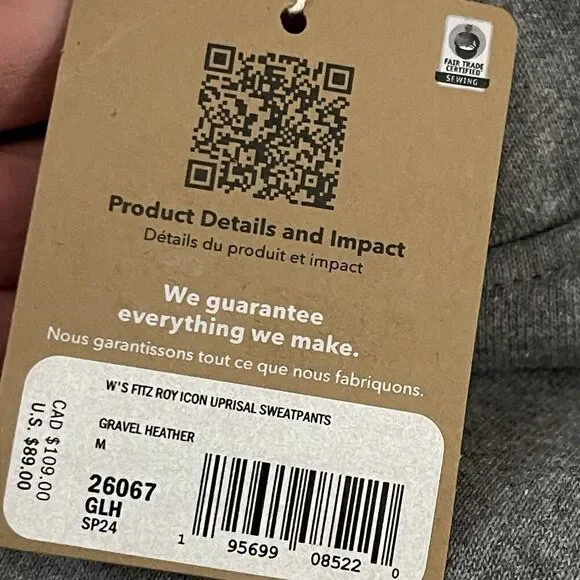 FAIR TRADE
CERTIFIED
SEWING
Product Details and Impact
Détails du produit et impact
We guarantee
everything we make.
Nous garantissons tout ce que nous fabriquons.
W'S FITZ ROY ICON UPRISAL SWEATPANTS
GRAVEL HEATHER
M
26067
GLH
SP24
CAD $109.00
U.S. $89.00
1 95699 08522 0